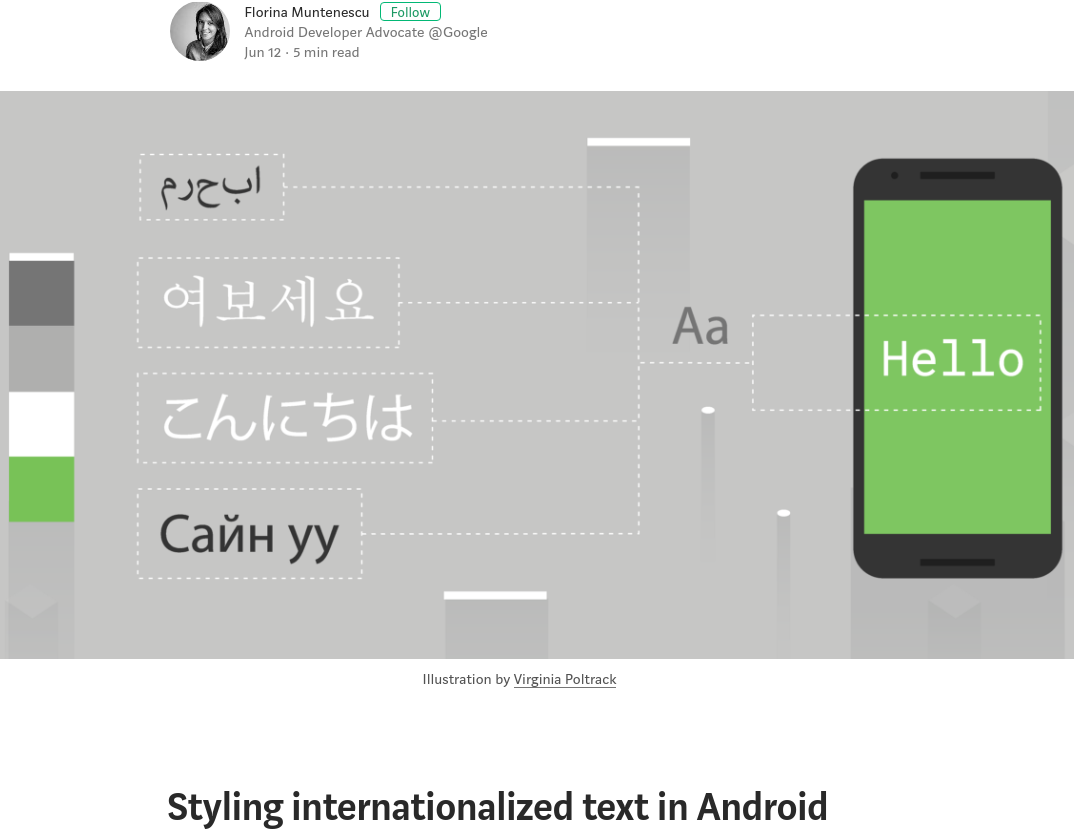 Florina Muntenescu Follow
Android Developer Advocate @Google
Jun 12 · 5 min read
ابحرم
여보세요
こんにちは
Сайн уу
Aa
Hello
Illustration by Virginia Poltrack
Styling internationalized text in Android